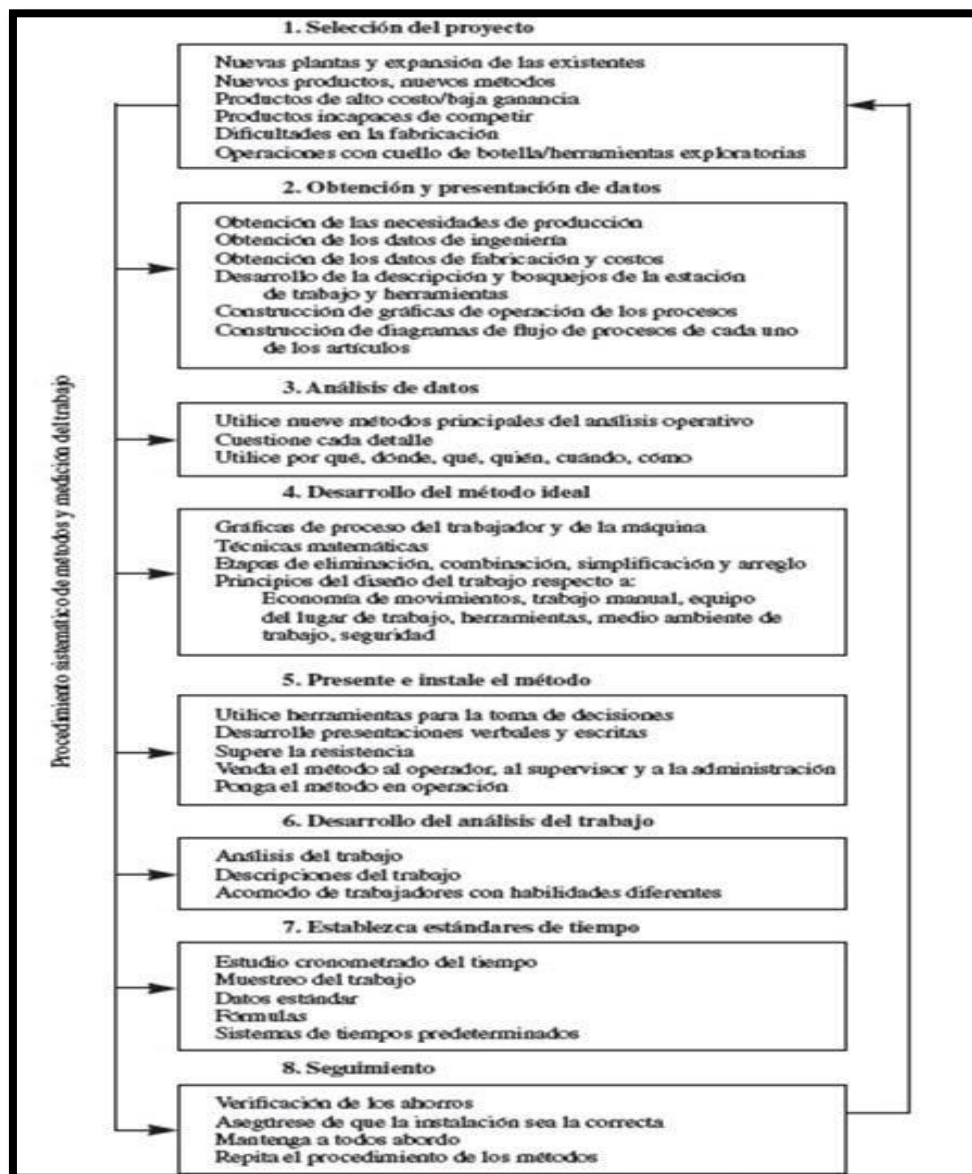 1. Selección del proyecto
Nuevas plantas y expansión de las existentes
Nuevos productos, nuevos métodos
Productos de alto costo/baja ganancia
Productos incapaces de competir
Dificultades en la fabricación
Operaciones con cuello de botella/herramientas exploratorias
2. Obtención y presentación de datos
Obtención de las necesidades de producción
Obtención de los datos de ingeniería
Obtención de los datos de fabricación y costos
Desarrollo de la descripción y bosquejos de la estación
de trabajo y herramientas
Construcción de gráficas de operación de los procesos
Construcción de diagramas de flujo de procesos de cada uno
de los artículos
3. Análisis de datos
Utilice nueve métodos principales del análisis operativo
Cuestione cada detalle
Utilice por qué, dónde, qué, quién, cuándo, cómo
4. Desarrollo del método ideal
Gráficas de proceso del trabajador y de la máquina
Técnicas matemáticas
Etapas de eliminación, combinación, simplificación y arreglo
Principios del diseño del trabajo respecto a:
Economía de movimientos, trabajo manual, equipo
del lugar de trabajo, herramientas, medio ambiente de
trabajo, seguridad
5. Presente e instale el método
Utilice herramientas para la toma de decisiones
Desarrolle presentaciones verbales y escritas
Supere la resistencia
Venda el método al operador, al supervisor y a la administración
Ponga el método en operación
6. Desarrollo del análisis del trabajo
Análisis del trabajo
Descripciones del trabajo
Acomodo de trabajadores con habilidades diferentes
7. Establezca estándares de tiempo
Estudio cronometrado del tiempo
Muestreo del trabajo
Datos estándar
Fórmulas
Sistemas de tiempos predeterminados
8. Seguimiento
Verificación de los ahorros
Asegúrese de que la instalación sea la correcta
Mantenga a todos abordo
Repita el procedimiento de los métodos
Procedimiento sistemático de métodos y medición del trabajo